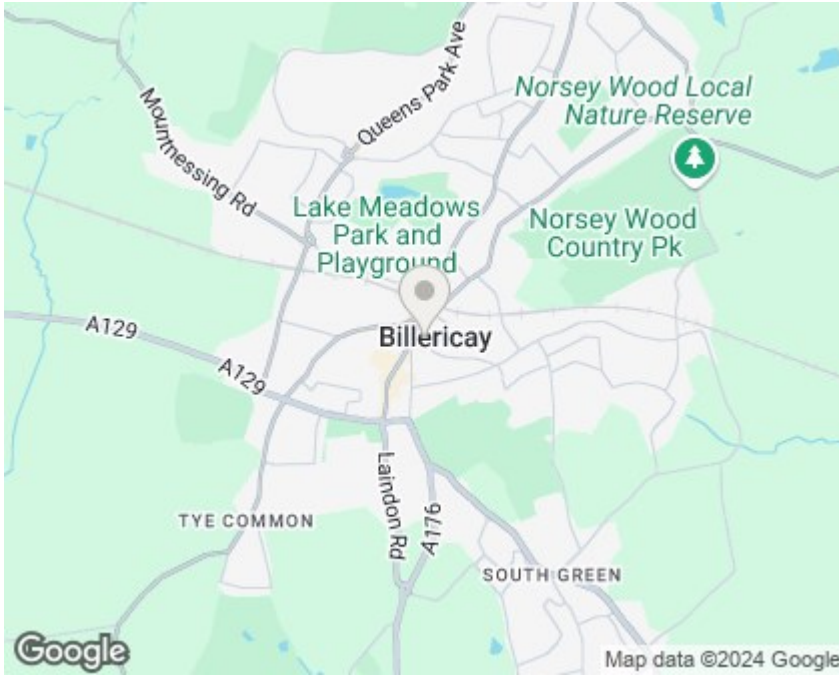 Queens Park Ave
Norsey Wood Local
Nature Reserve
Mountnessing Rd
Lake Meadows
Park and
Playground
Norsey Wood
Country Pk
A129
Billericay
A129
Laindon Rd
A176
TYE COMMON
SOUTH GREEN
Google
Map data ©2024 Google